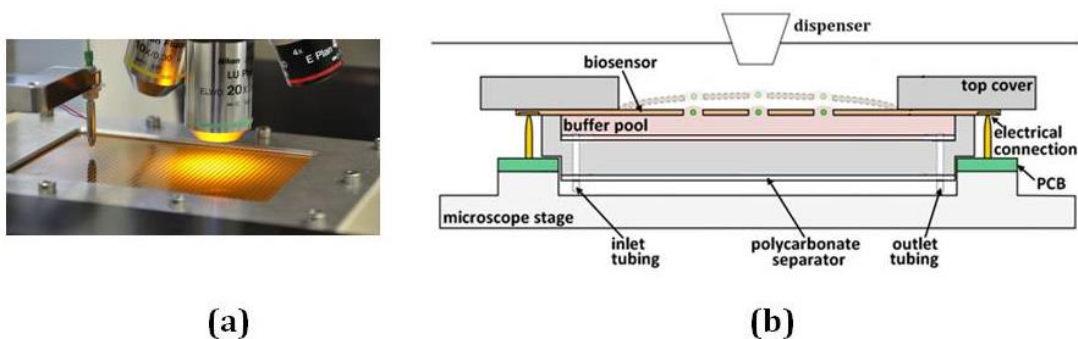 Nikon
LU Plan
20x
ELWD
4x
E Plan
dispenser
biosensor
top cover
buffer pool
electrical
connection
PCB
microscope stage
inlet
tubing
polycarbonate
separator
outlet
tubing
(a)
(b)